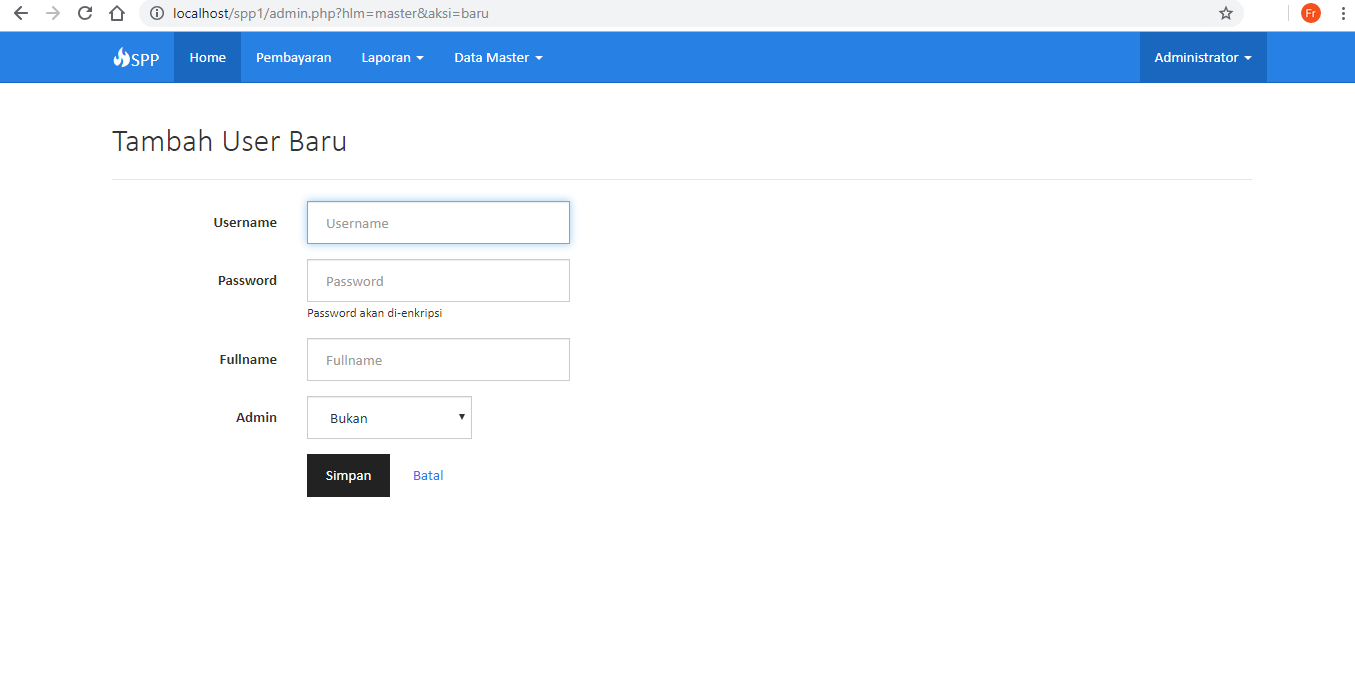 localhost/spp1/admin.php?hlm=master&aksi=baru
Fr
SPP Home Pembayaran Laporan Data Master Administrator
Tambah User Baru
Username Username
Password Password
Password akan di-enkripsi
Fullname Fullname
Admin Bukan
Simpan Batal